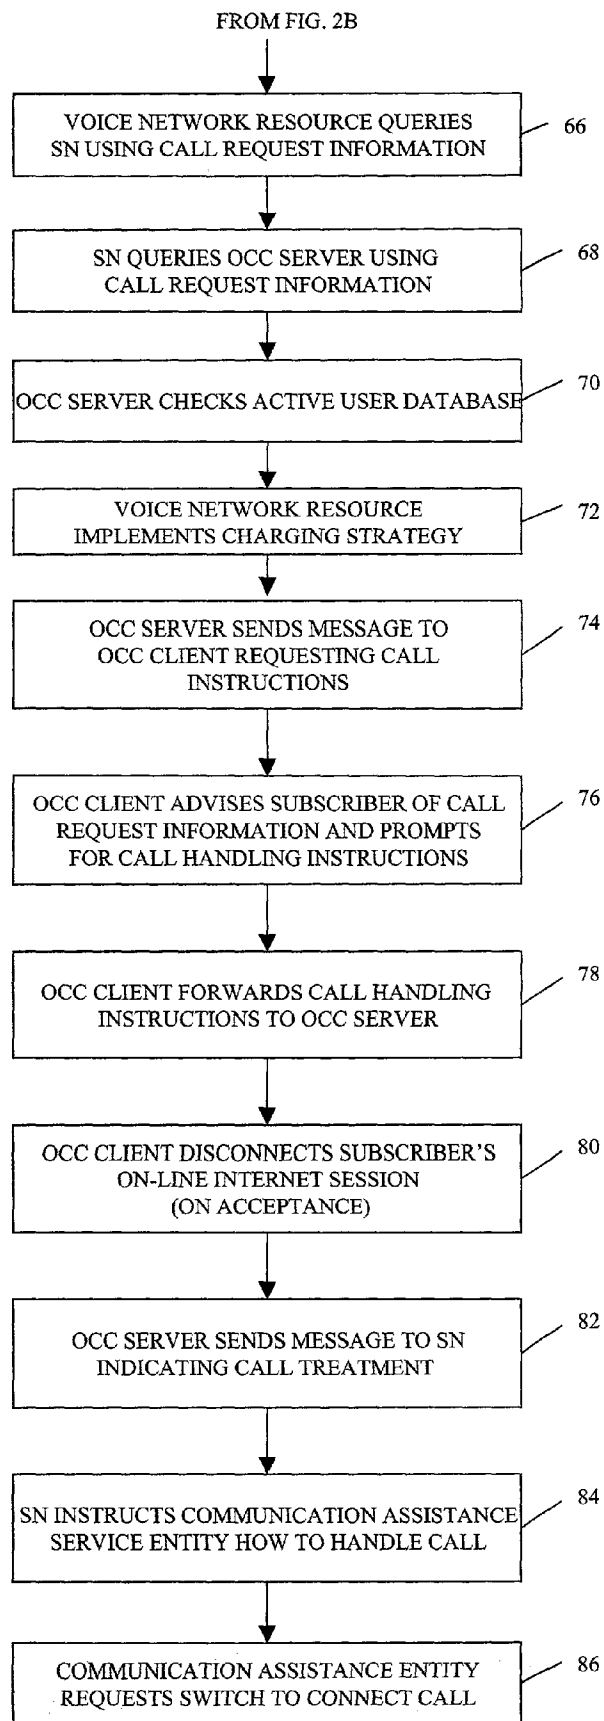 FROM FIG. 2B
VOICE NETWORK RESOURCE QUERIES
SN USING CALL REQUEST INFORMATION
66
SN QUERIES OCC SERVER USING
CALL REQUEST INFORMATION
68
OCC SERVER CHECKS ACTIVE USER DATABASE
70
VOICE NETWORK RESOURCE
IMPLEMENTS CHARGING STRATEGY
72
OCC SERVER SENDS MESSAGE TO
OCC CLIENT REQUESTING CALL
INSTRUCTIONS
74
OCC CLIENT ADVISES SUBSCRIBER OF CALL
REQUEST INFORMATION AND PROMPTS
FOR CALL HANDLING INSTRUCTIONS
76
OCC CLIENT FORWARDS CALL HANDLING
INSTRUCTIONS TO OCC SERVER
78
OCC CLIENT DISCONNECTS SUBSCRIBER'S
ON-LINE INTERNET SESSION
(ON ACCEPTANCE)
80
OCC SERVER SENDS MESSAGE TO SN
INDICATING CALL TREATMENT
82
SN INSTRUCTS COMMUNICATION ASSISTANCE
SERVICE ENTITY HOW TO HANDLE CALL
84
COMMUNICATION ASSISTANCE ENTITY
REQUESTS SWITCH TO CONNECT CALL
86